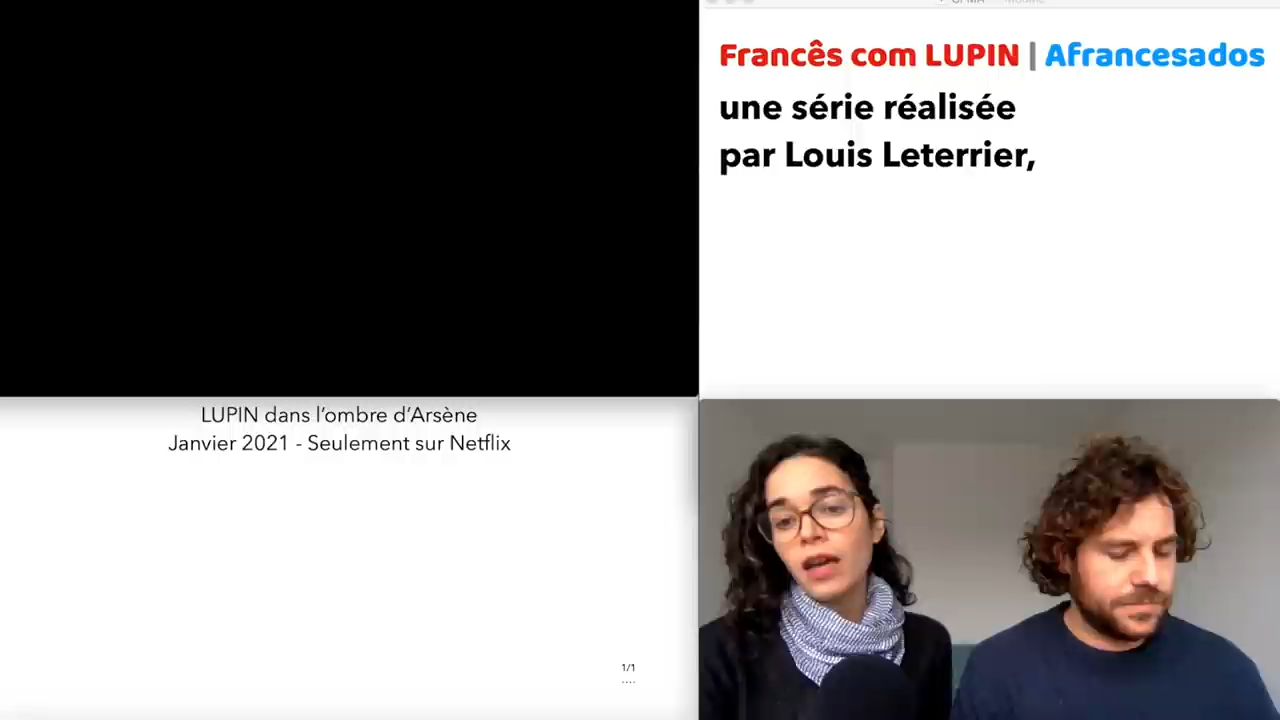 Francês com LUPIN | Afrancesados
une série réalisée
par Louis Leterrier,
LUPIN dans l’ombre d’Arsène
Janvier 2021 - Seulement sur Netflix
1/1
....